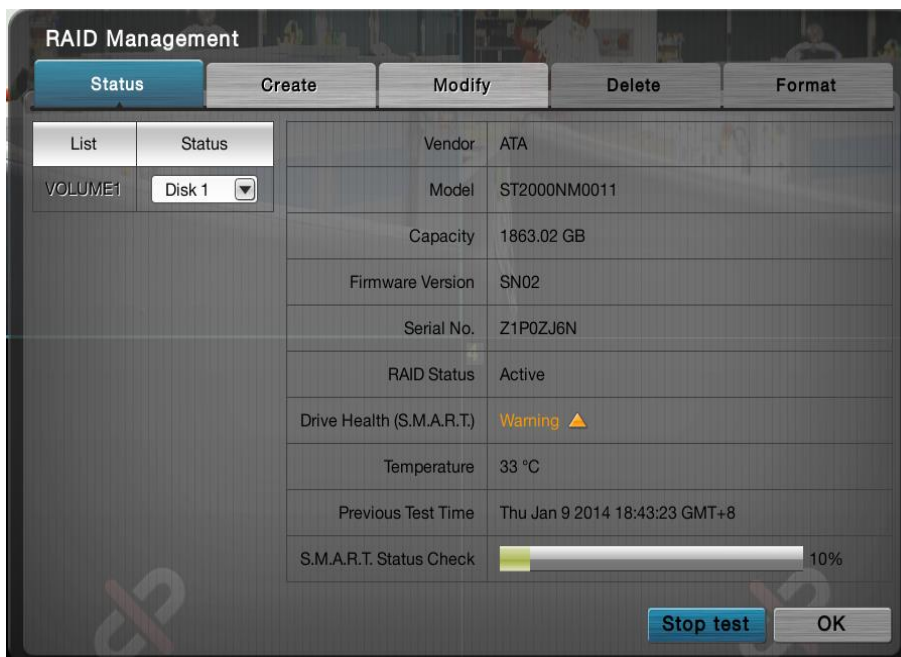 RAID Management
Status Create Modify Delete Format
List Status
VOLUME1 Disk 1
Vendor ATA
Model ST2000NM0011
Capacity 1863.02 GB
Firmware Version SN02
Serial No. Z1P0ZJ6N
RAID Status Active
Drive Health (S.M.A.R.T.) Warning
Temperature 33 °C
Previous Test Time Thu Jan 9 2014 18:43:23 GMT+8
S.M.A.R.T. Status Check 10%
Stop test OK